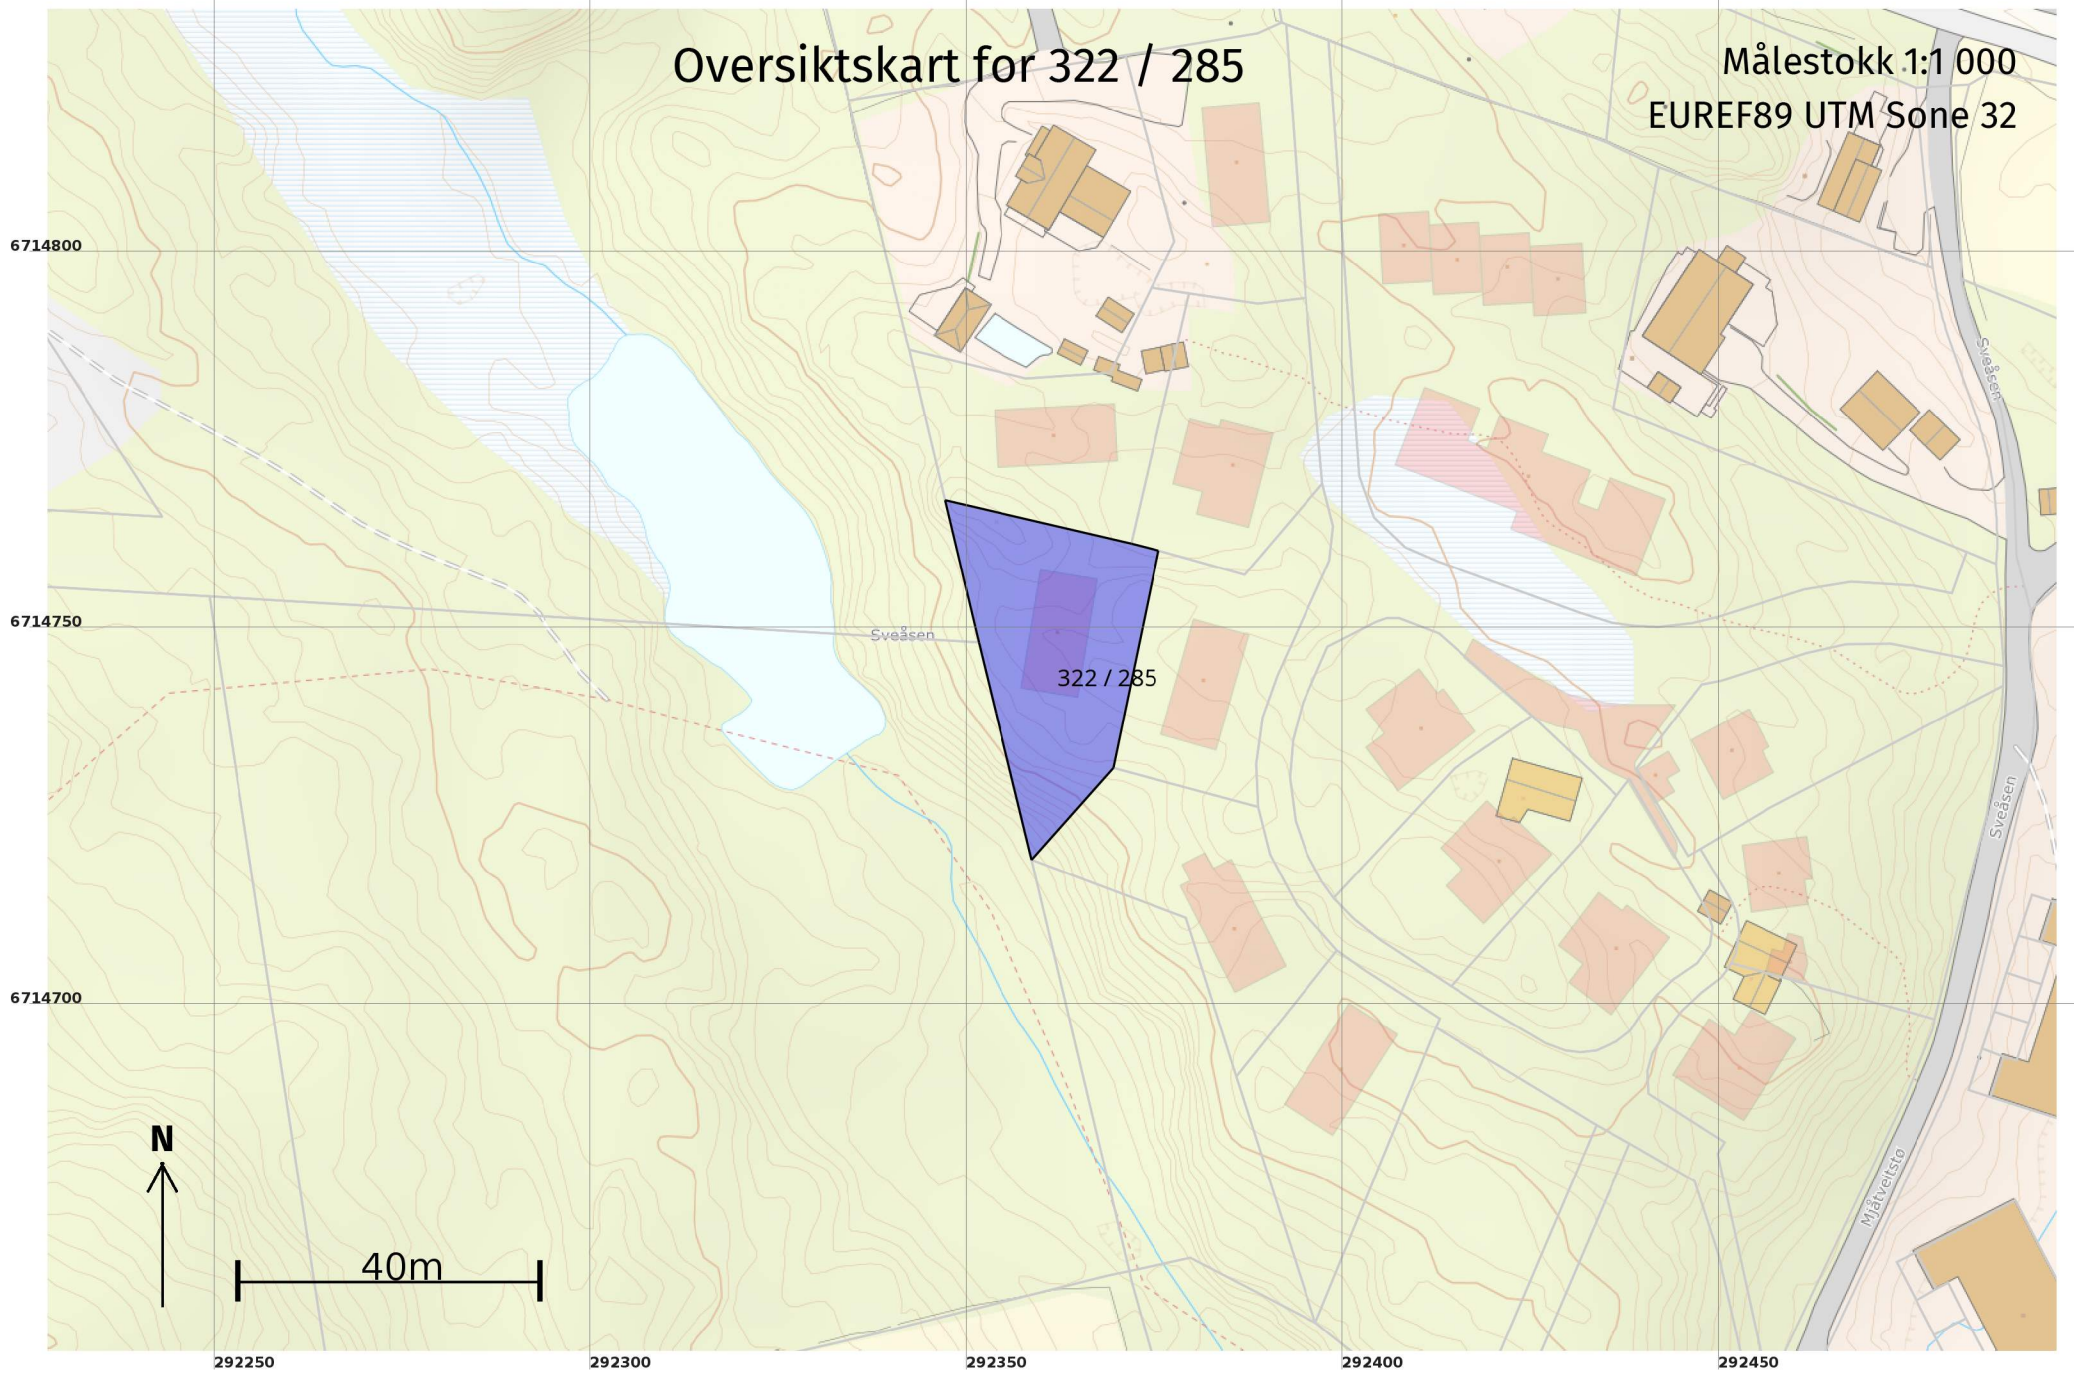 Oversiktskart for 322 / 285
Målestokk 1:1 000
EUREF89 UTM Sone 32
6714800
Sveåsen
6714750
Sveåsen
322 / 285
Sveåsen
6714700
N
Mjåtveitstø
40m
292250
292300
292350
292400
292450